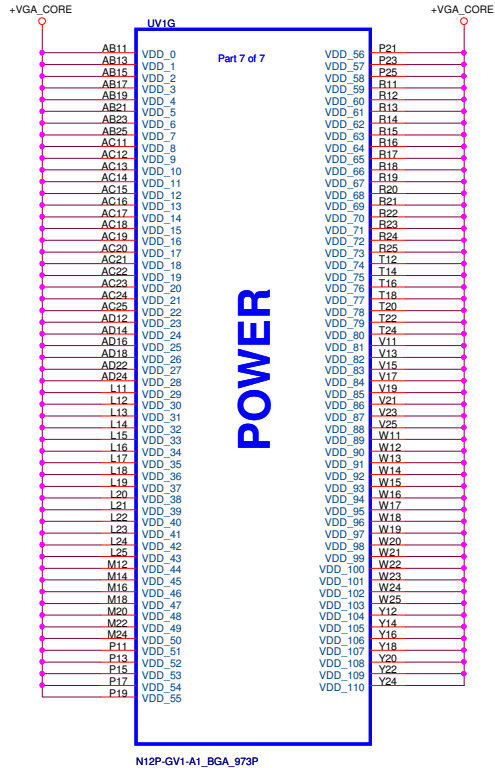 +VGA_CORE
+VGA_CORE
UV1G
Part 7 of 7
AB11 VDD_0
AB13 VDD_1
AB15 VDD_2
AB17 VDD_3
AB19 VDD_4
AB21 VDD_5
AB23 VDD_6
AB25 VDD_7
AC11 VDD_8
AC12 VDD_9
AC13 VDD_10
AC14 VDD_11
AC15 VDD_12
AC16 VDD_13
AC17 VDD_14
AC18 VDD_15
AC19 VDD_16
AC20 VDD_17
AC21 VDD_18
AC22 VDD_19
AC23 VDD_20
AC24 VDD_21
AC25 VDD_22
AD12 VDD_23
AD14 VDD_24
AD16 VDD_25
AD18 VDD_26
AD22 VDD_27
AD24 VDD_28
L11 VDD_29
L12 VDD_30
L13 VDD_31
L14 VDD_32
L15 VDD_33
L16 VDD_34
L17 VDD_35
L18 VDD_36
L19 VDD_37
L20 VDD_38
L21 VDD_39
L22 VDD_40
L23 VDD_41
L24 VDD_42
L25 VDD_43
M12 VDD_44
M14 VDD_45
M16 VDD_46
M18 VDD_47
M20 VDD_48
M22 VDD_49
M24 VDD_50
P11 VDD_51
P13 VDD_52
P15 VDD_53
P17 VDD_54
P19 VDD_55
POWER
VDD_56 P21
VDD_57 P23
VDD_58 P25
VDD_59 R11
VDD_60 R12
VDD_61 R13
VDD_62 R14
VDD_63 R15
VDD_64 R16
VDD_65 R17
VDD_66 R18
VDD_67 R19
VDD_68 R20
VDD_69 R21
VDD_70 R22
VDD_71 R23
VDD_72 R24
VDD_73 R25
VDD_74 T12
VDD_75 T14
VDD_76 T16
VDD_77 T18
VDD_78 T20
VDD_79 T22
VDD_80 T24
VDD_81 V11
VDD_82 V13
VDD_83 V15
VDD_84 V17
VDD_85 V19
VDD_86 V21
VDD_87 V23
VDD_88 V25
VDD_89 W11
VDD_90 W12
VDD_91 W13
VDD_92 W14
VDD_93 W15
VDD_94 W16
VDD_95 W17
VDD_96 W18
VDD_97 W19
VDD_98 W20
VDD_99 W21
VDD_100 W22
VDD_101 W23
VDD_102 W24
VDD_103 W25
VDD_104 Y12
VDD_105 Y14
VDD_106 Y16
VDD_107 Y18
VDD_108 Y20
VDD_109 Y22
VDD_110 Y24
N12P-GV1-A1_BGA_973P